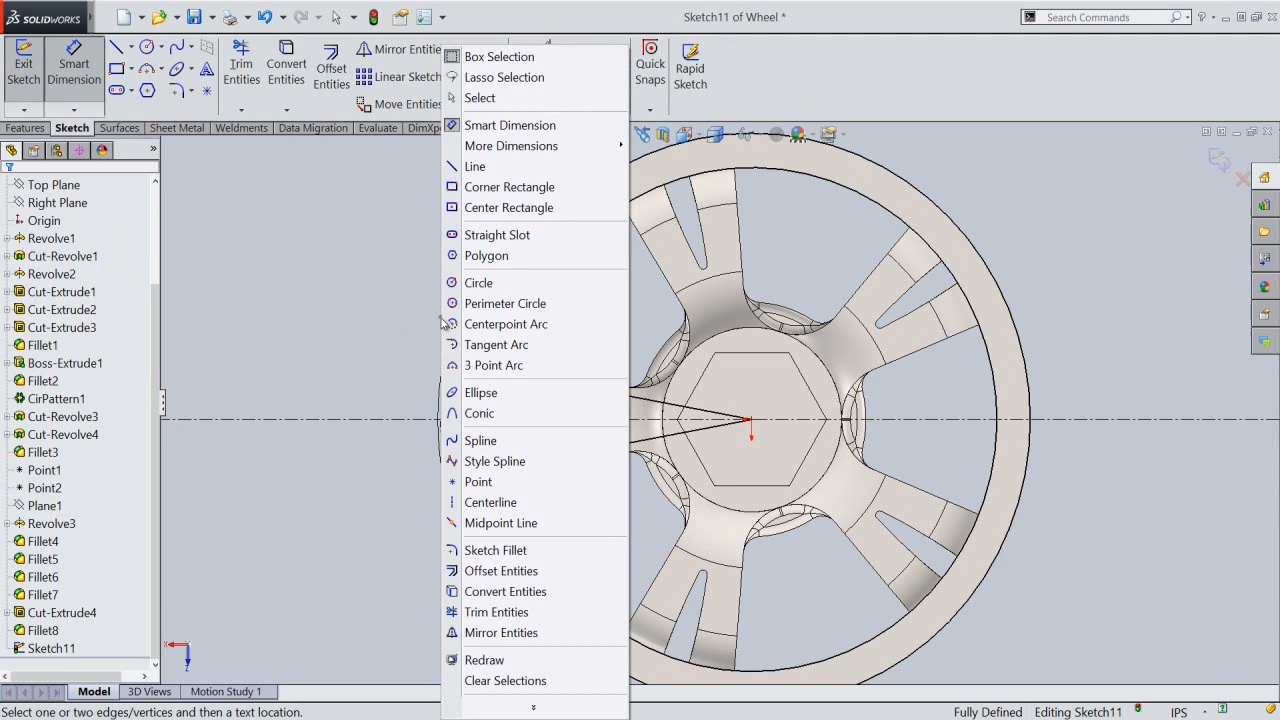 SOLIDWORKS
Sketch11 of Wheel *
Search Commands
Exit Sketch
Smart Dimension
Trim Entities
Convert Entities
Offset Entities
Mirror Entitie
Linear Sketch
Move Entities
Quick Snaps
Rapid Sketch
Features
Sketch
Surfaces
Sheet Metal
Weldments
Data Migration
Evaluate
DimXp
Top Plane
Right Plane
Origin
Revolve1
Cut-Revolve1
Revolve2
Cut-Extrude1
Cut-Extrude2
Cut-Extrude3
Fillet1
Boss-Extrude1
Fillet2
CirPattern1
Cut-Revolve3
Cut-Revolve4
Fillet3
Point1
Point2
Plane1
Revolve3
Fillet4
Fillet5
Fillet6
Fillet7
Cut-Extrude4
Fillet8
Sketch11
Box Selection
Lasso Selection
Select
Smart Dimension
More Dimensions
Line
Corner Rectangle
Center Rectangle
Straight Slot
Polygon
Circle
Perimeter Circle
Centerpoint Arc
Tangent Arc
3 Point Arc
Ellipse
Conic
Spline
Style Spline
Point
Centerline
Midpoint Line
Sketch Fillet
Offset Entities
Convert Entities
Trim Entities
Mirror Entities
Redraw
Clear Selections
X
Z
Model
3D Views
Motion Study 1
Select one or two edges/vertices and then a text location.
Fully Defined
Editing Sketch11
IPS